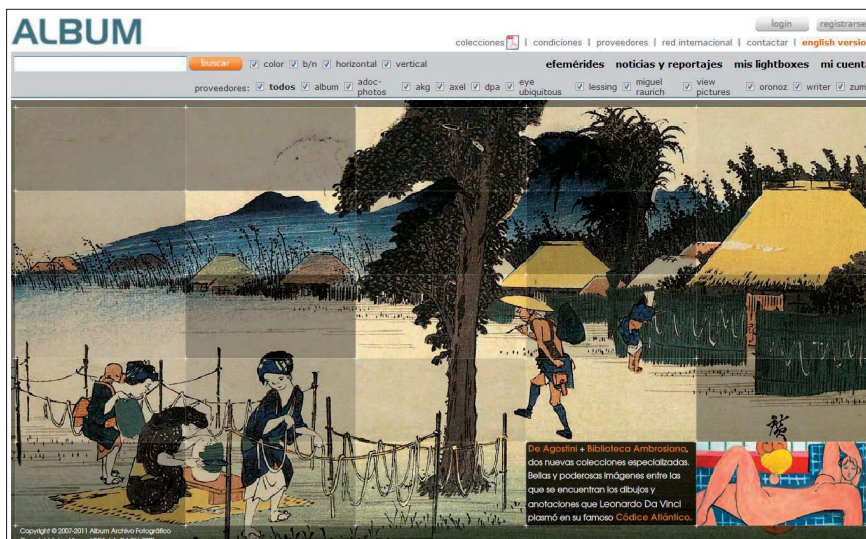 ALBUM
login registrarse
colecciones | condiciones | proveedores | red internacional | contactar | english versio
buscar color b/n horizontal vertical
efemérides noticias y reportajes mis lightboxes mi cuent
proveedores: todos album adoc-photos akg axel dpa eye ubiquitous lessing miguel raurich view pictures oronoz writer zum
De Agostini + Biblioteca Ambrosiana,
dos nuevas colecciones especializadas.
Bellas y poderosas imágenes entre las
que se encuentran los dibujos y
anotaciones que Leonardo Da Vinci
plasmó en su famoso Códice Atlántico.
Copyright © 2007-2011 Album Archivo Fotográfico